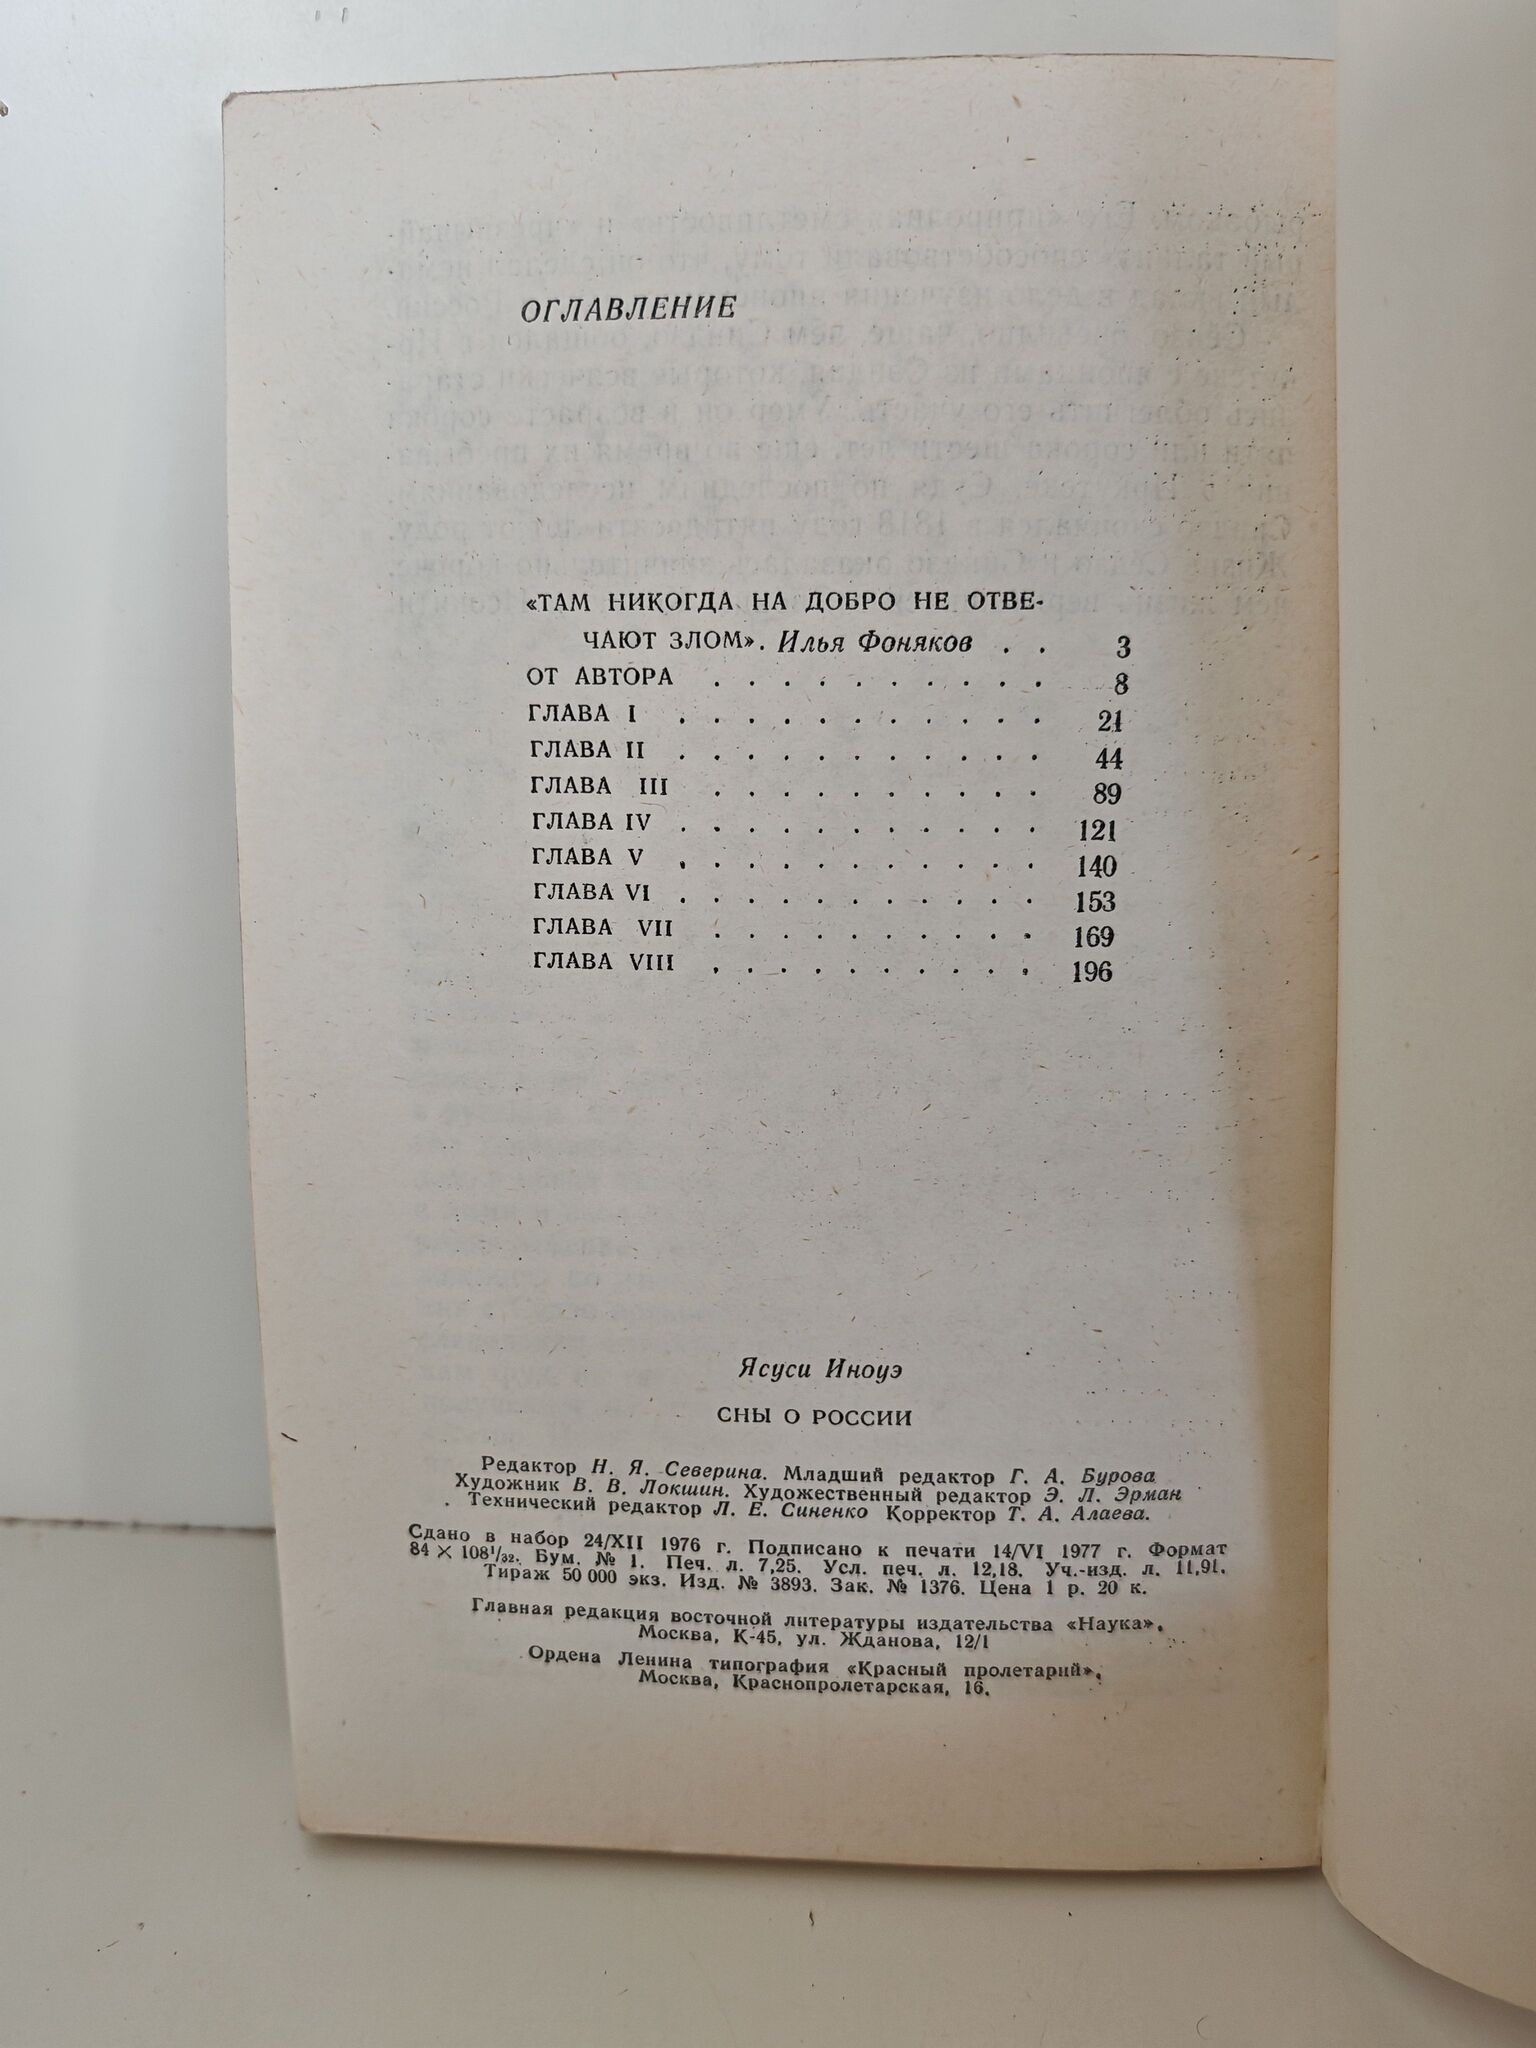 ОГЛАВЛЕНИЕ
«ТАМ НИКОГДА НА ДОБРО НЕ ОТВЕ-
ЧАЮТ ЗЛОМ». Илья Фоняков . . 3
ОТ АВТОРА . . . . . . . . . . 8
ГЛАВА I . . . . . . . . . . . 21
ГЛАВА II . . . . . . . . . . . 44
ГЛАВА III . . . . . . . . . . 89
ГЛАВА IV . . . . . . . . . . . 121
ГЛАВА V . . . . . . . . . . . 140
ГЛАВА VI . . . . . . . . . . . 153
ГЛАВА VII . . . . . . . . . . 169
ГЛАВА VIII . . . . . . . . . . 196
Ясуси Иноуэ
СНЫ О РОССИИ
Редактор Н. Я. Северина. Младший редактор Г. А. Бурова
Художник В. В. Локшин. Художественный редактор Э. Л. Эрман
Технический редактор Л. Е. Синенко Корректор Т. А. Алаева.
Сдано в набор 24/XII 1976 г. Подписано к печати 14/VI 1977 г. Формат
84 × 108¹/₃₂. Бум. № 1. Печ. л. 7,25. Усл. печ. л. 12,18. Уч.-изд. л. 11,91.
Тираж 50 000 экз. Изд. № 3893. Зак. № 1376. Цена 1 р. 20 к.
Главная редакция восточной литературы издательства «Наука».
Москва, К-45, ул. Жданова, 12/1
Ордена Ленина типография «Красный пролетарий».
Москва, Краснопролетарская, 16.